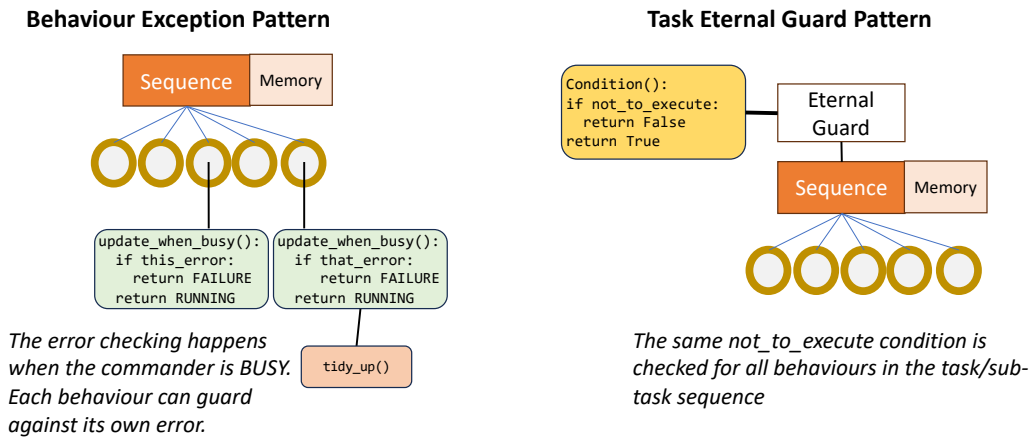 Behaviour Exception Pattern
Sequence
Memory
update_when_busy():
if this_error:
return FAILURE
return RUNNING
update_when_busy():
if that_error:
return FAILURE
return RUNNING
tidy_up()
The error checking happens
when the commander is BUSY.
Each behaviour can guard
against its own error.
Task Eternal Guard Pattern
Condition():
if not_to_execute:
return False
return True
Eternal
Guard
Sequence
Memory
The same not_to_execute condition is
checked for all behaviours in the task/sub-
task sequence